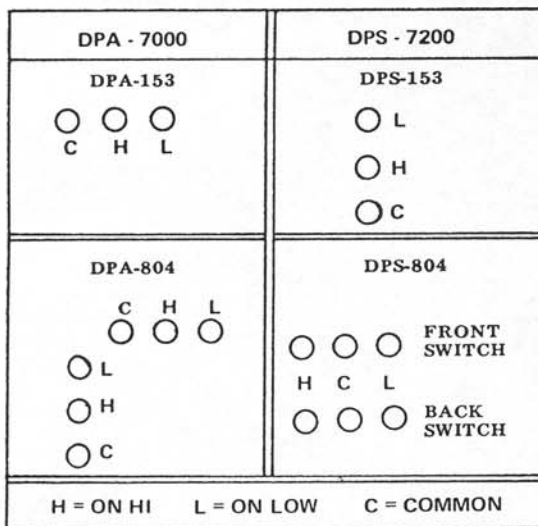 DPA - 7000
DPS - 7200
DPA-153
C H L
DPS-153
L
H
C
DPA-804
C H L
L
H
C
DPS-804
FRONT
SWITCH
H C L
BACK
SWITCH
H = ON HI L = ON LOW C = COMMON